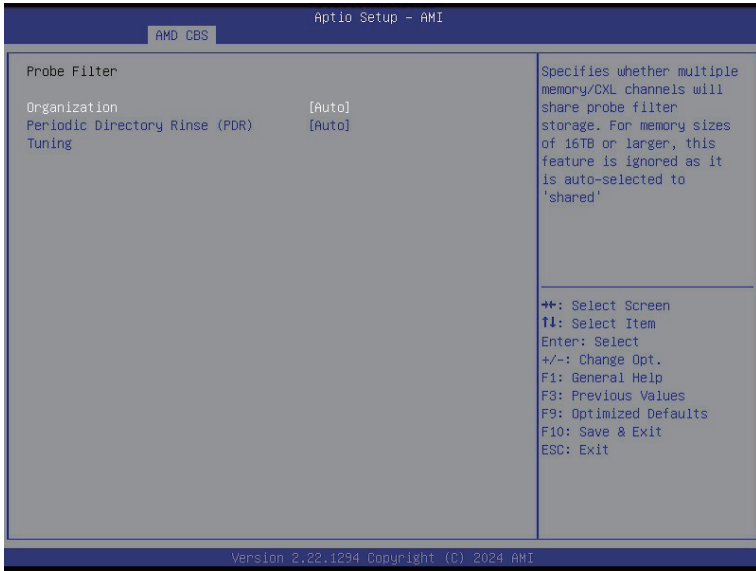 Aptio Setup – AMI
AMD CBS
Probe Filter
Organization [Auto]
Periodic Directory Rinse (PDR) [Auto]
Tuning
Specifies whether multiple
memory/CXL channels will
share probe filter
storage. For memory sizes
of 16TB or larger, this
feature is ignored as it
is auto-selected to
'shared'
→←: Select Screen
↑↓: Select Item
Enter: Select
+/-: Change Opt.
F1: General Help
F3: Previous Values
F9: Optimized Defaults
F10: Save & Exit
ESC: Exit
Version 2.22.1294 Copyright (C) 2024 AMI